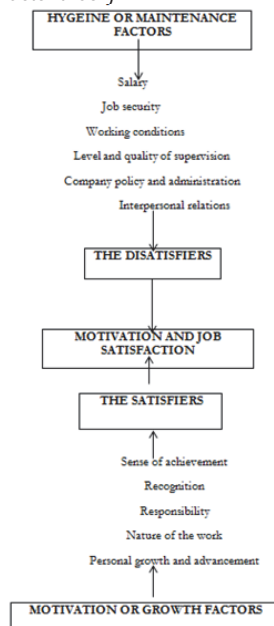 HYGEINE OR MAINTENANCE
FACTORS
Salary
Job security
Working conditions
Level and quality of supervision
Company policy and administration
Interpersonal relations
THE DISATISFIERS
MOTIVATION AND JOB
SATISFACTION
THE SATISFIERS
Sense of achievement
Recognition
Responsibility
Nature of the work
Personal growth and advancement
MOTIVATION OR GROWTH FACTORS